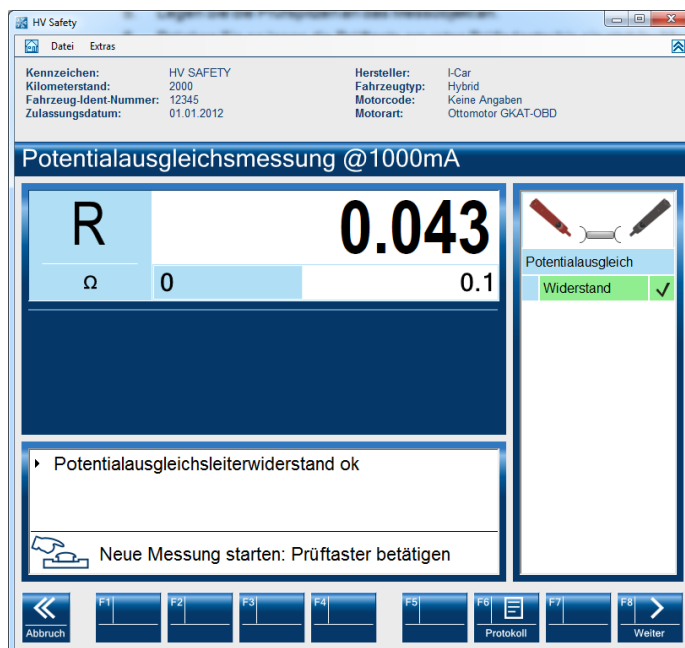 HV Safety
Datei Extras
Kennzeichen: HV SAFETY Hersteller: I-Car
Kilometerstand: 2000 Fahrzeugtyp: Hybrid
Fahrzeug-Ident-Nummer: 12345 Motorcode: Keine Angaben
Zulassungsdatum: 01.01.2012 Motorart: Ottomotor GKAT-OBD
Potentialausgleichsmessung @1000mA
R 0.043
Ω 0 0.1
Potentialausgleich
Widerstand
Potentialausgleichsleiterwiderstand ok
Neue Messung starten: Prüftaster betätigen
F1 F2 F3 F4 F5 F6 F7 F8
Abbruch Protokoll Weiter